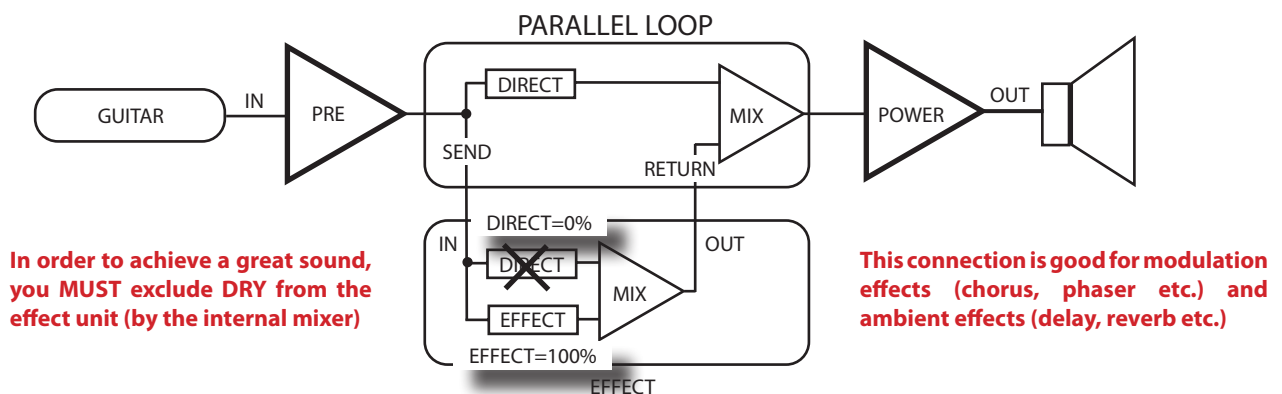 PARALLEL LOOP
GUITAR
IN
PRE
DIRECT
SEND
MIX
RETURN
POWER
OUT
DIRECT=0%
IN
DIRECT
EFFECT
MIX
OUT
EFFECT=100%
EFFECT
In order to achieve a great sound,
you MUST exclude DRY from the
effect unit (by the internal mixer)
This connection is good for modulation
effects (chorus, phaser etc.) and
ambient effects (delay, reverb etc.)